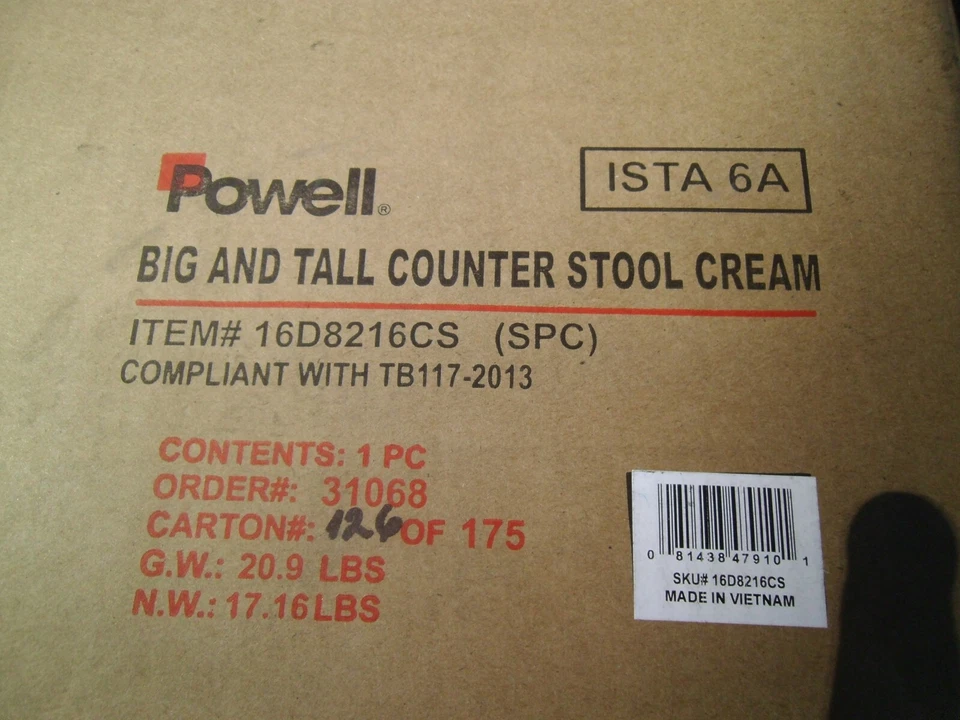 Powell®
ISTA 6A
BIG AND TALL COUNTER STOOL CREAM
ITEM# 16D8216CS (SPC)
COMPLIANT WITH TB117-2013
CONTENTS: 1 PC
ORDER#: 31068
CARTON#: 126 OF 175
G.W.: 20.9 LBS
N.W.: 17.16 LBS
0 81438 47910 1
SKU# 16D8216CS
MADE IN VIETNAM